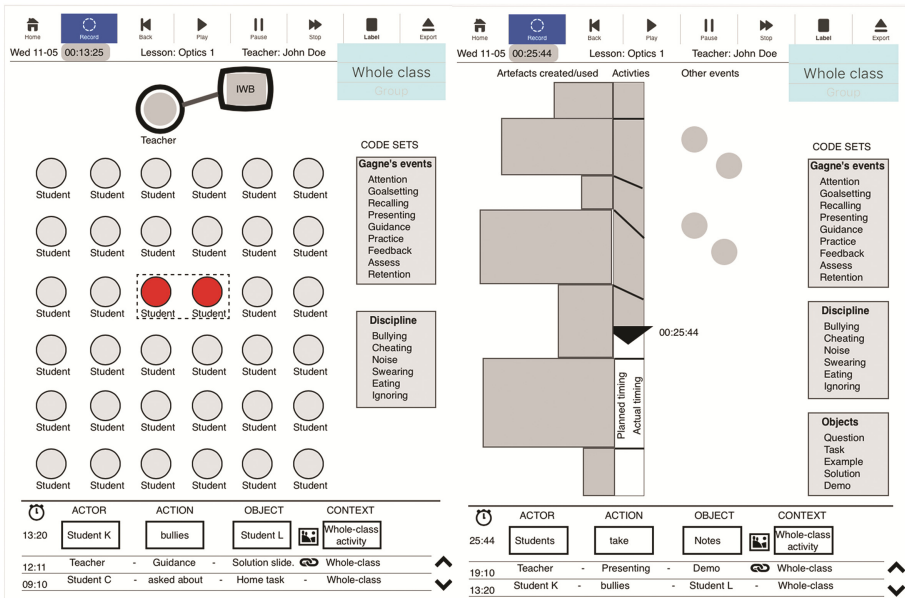 Home Record Back Play Pause Stop Label Export
Wed 11-05 00:13:25 Lesson: Optics 1 Teacher: John Doe
Whole class
Group
IWB
Teacher
Student Student Student Student Student Student
Student Student Student Student Student Student
Student Student Student Student Student Student
Student Student Student Student Student Student
Student Student Student Student Student Student
Student Student Student Student Student Student
CODE SETS
Gagne's events
Attention
Goalsetting
Recalling
Presenting
Guidance
Practice
Feedback
Assess
Retention
Discipline
Bullying
Cheating
Noise
Swearing
Eating
Ignoring
ACTOR ACTION OBJECT CONTEXT
13:20 Student K bullies Student L Whole-class
activity
12:11 Teacher - Guidance - Solution slide. Whole-class
09:10 Student C - asked about - Home task - Whole-class
Home Record Back Play Pause Stop Label Export
Wed 11-05 00:25:44 Lesson: Optics 1 Teacher: John Doe
Whole class
Group
Artefacts created/used Activties Other events
00:25:44
Planned timing
Actual timing
CODE SETS
Gagne's events
Attention
Goalsetting
Recalling
Presenting
Guidance
Practice
Feedback
Assess
Retention
Discipline
Bullying
Cheating
Noise
Swearing
Eating
Ignoring
Objects
Question
Task
Example
Solution
Demo
ACTOR ACTION OBJECT CONTEXT
25:44 Students take Notes Whole-class
activity
19:10 Teacher - Presenting - Demo Whole-class
13:20 Student K - bullies - Student L - Whole-class